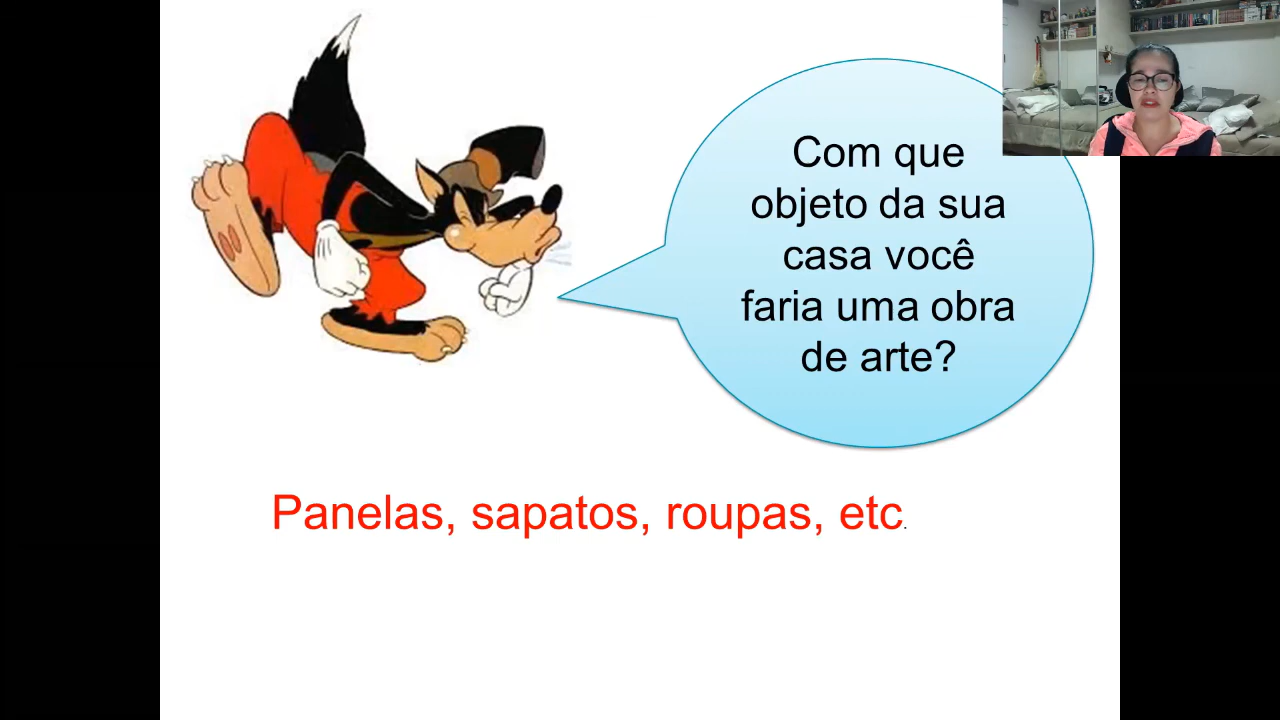 Com que
objeto da sua
casa você
faria uma obra
de arte?
Panelas, sapatos, roupas, etc.